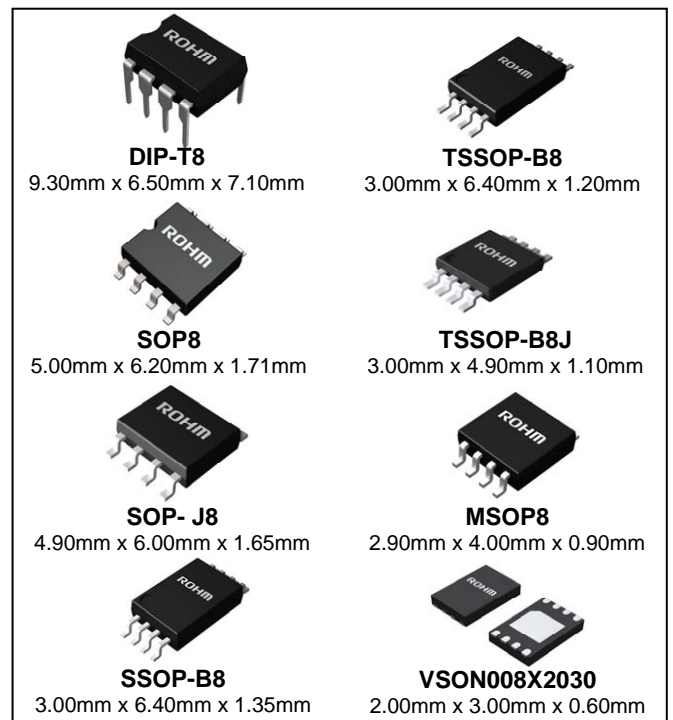 ROHM
DIP-T8
9.30mm x 6.50mm x 7.10mm
ROHM
TSSOP-B8
3.00mm x 6.40mm x 1.20mm
ROHM
SOP8
5.00mm x 6.20mm x 1.71mm
ROHM
TSSOP-B8J
3.00mm x 4.90mm x 1.10mm
ROHM
SOP- J8
4.90mm x 6.00mm x 1.65mm
ROHM
MSOP8
2.90mm x 4.00mm x 0.90mm
ROHM
SSOP-B8
3.00mm x 6.40mm x 1.35mm
ROHM
VSON008X2030
2.00mm x 3.00mm x 0.60mm